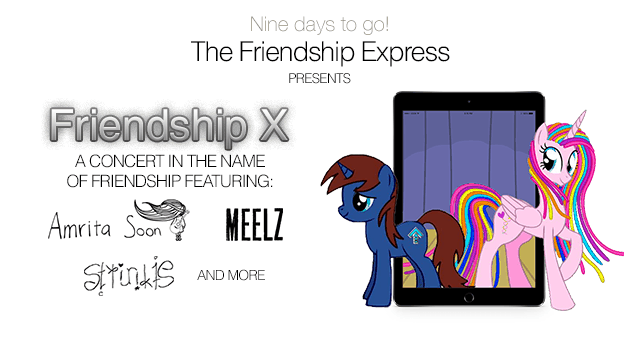 Nine days to go!
The Friendship Express
PRESENTS
Friendship X
A CONCERT IN THE NAME
OF FRIENDSHIP FEATURING:
Amrita Soon
MEELZ
AND MORE